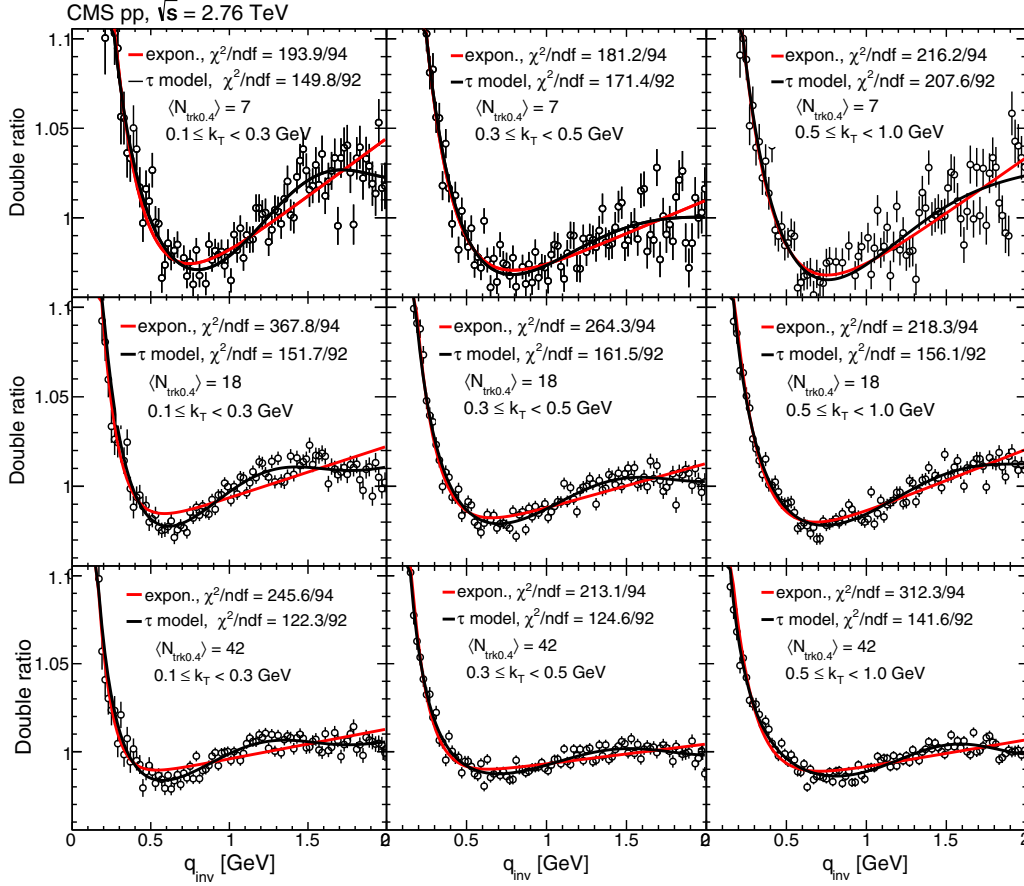 CMS pp, √s = 2.76 TeV
Double ratio
1.1
1.05
1
expon., χ²/ndf = 193.9/94
τ model, χ²/ndf = 149.8/92
⟨N_trk0.4⟩ = 7
0.1 ≤ k_T < 0.3 GeV
expon., χ²/ndf = 181.2/94
τ model, χ²/ndf = 171.4/92
⟨N_trk0.4⟩ = 7
0.3 ≤ k_T < 0.5 GeV
expon., χ²/ndf = 216.2/94
τ model, χ²/ndf = 207.6/92
⟨N_trk0.4⟩ = 7
0.5 ≤ k_T < 1.0 GeV
Double ratio
1.1
1.05
1
expon., χ²/ndf = 367.8/94
τ model, χ²/ndf = 151.7/92
⟨N_trk0.4⟩ = 18
0.1 ≤ k_T < 0.3 GeV
expon., χ²/ndf = 264.3/94
τ model, χ²/ndf = 161.5/92
⟨N_trk0.4⟩ = 18
0.3 ≤ k_T < 0.5 GeV
expon., χ²/ndf = 218.3/94
τ model, χ²/ndf = 156.1/92
⟨N_trk0.4⟩ = 18
0.5 ≤ k_T < 1.0 GeV
Double ratio
1.1
1.05
1
expon., χ²/ndf = 245.6/94
τ model, χ²/ndf = 122.3/92
⟨N_trk0.4⟩ = 42
0.1 ≤ k_T < 0.3 GeV
expon., χ²/ndf = 213.1/94
τ model, χ²/ndf = 124.6/92
⟨N_trk0.4⟩ = 42
0.3 ≤ k_T < 0.5 GeV
expon., χ²/ndf = 312.3/94
τ model, χ²/ndf = 141.6/92
⟨N_trk0.4⟩ = 42
0.5 ≤ k_T < 1.0 GeV
0 0.5 1 1.5 2 0.5 1 1.5 2 0.5 1 1.5 2
q_inv [GeV] q_inv [GeV] q_inv [GeV]